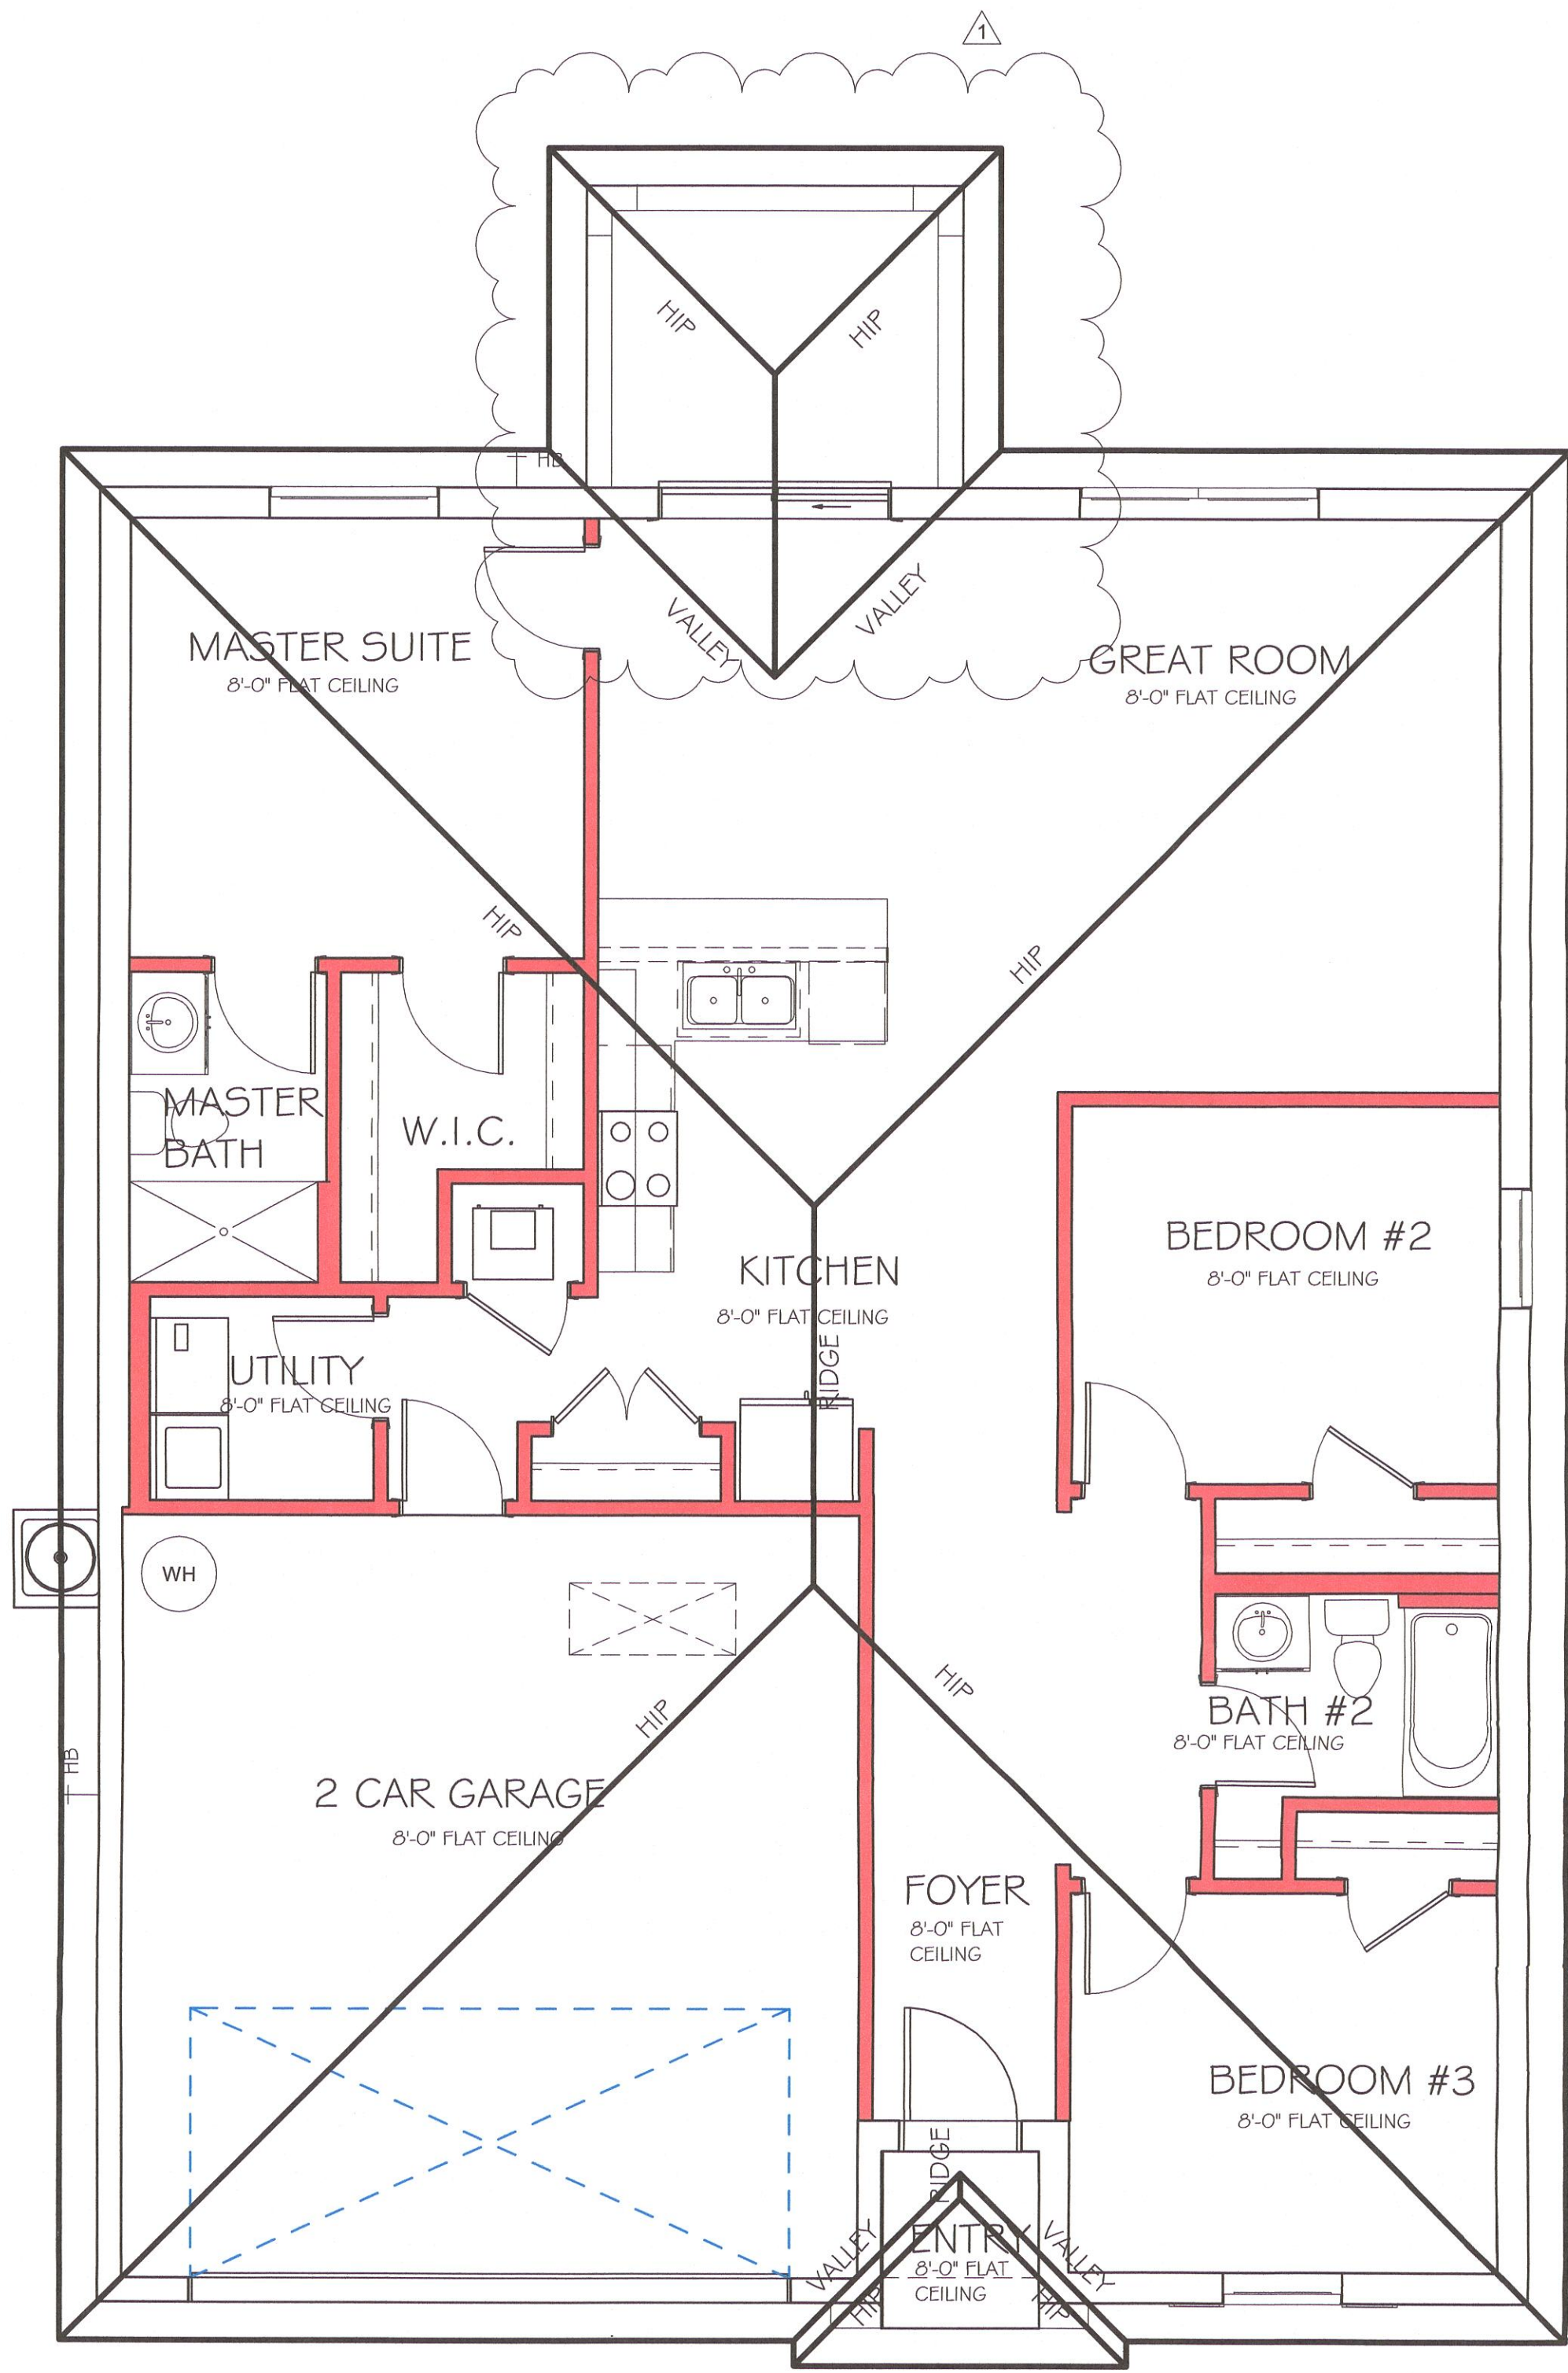 1
HIP
HIP
HB
VALLEY
VALLEY
MASTER SUITE
8'-0" FLAT CEILING
GREAT ROOM
8'-0" FLAT CEILING
HIP
HIP
MASTER
BATH
W.I.C.
BEDROOM #2
8'-0" FLAT CEILING
KITCHEN
8'-0" FLAT CEILING
RIDGE
UTILITY
8'-0" FLAT CEILING
WH
HIP
HIP
BATH #2
8'-0" FLAT CEILING
HB
2 CAR GARAGE
8'-0" FLAT CEILING
FOYER
8'-0" FLAT
CEILING
BEDROOM #3
8'-0" FLAT CEILING
RIDGE
VALLEY
ENTRY
VALLEY
8'-0" FLAT
CEILING
HIP
HIP